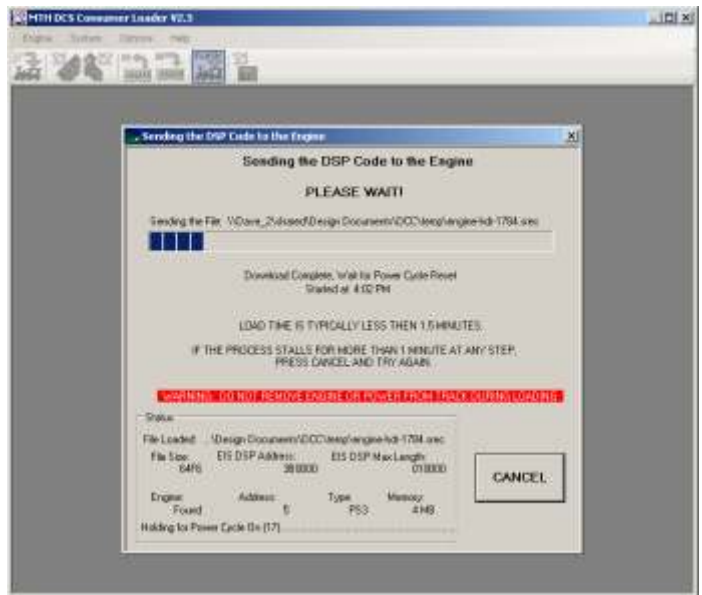 MTH DCS Consumer Loader V2.3
Engine System Options Help
Sending the DSP Code to the Engine
Sending the DSP Code to the Engine
PLEASE WAIT!
Sending the File: \\Dave_2\shared\Design Documents\DCC\temp\engine-hdr-1784.srec
Download Complete, Wait for Power Cycle Reset
Started at 4:02 PM
LOAD TIME IS TYPICALLY LESS THEN 1.5 MINUTES.
IF THE PROCESS STALLS FOR MORE THAN 1 MINUTE AT ANY STEP,
PRESS CANCEL AND TRY AGAIN.
WARNING: DO NOT REMOVE ENGINE OR POWER FROM TRACK DURING LOADING
Status
File Loaded: ...\Design Documents\DCC\temp\engine-hdr-1784.srec
File Size: EIS DSP Address: EIS DSP Max Length:
64F6 380000 010000
CANCEL
Engine: Address: Type: Memory:
Found 5 PS3 4 MB
Holding for Power Cycle On (17)